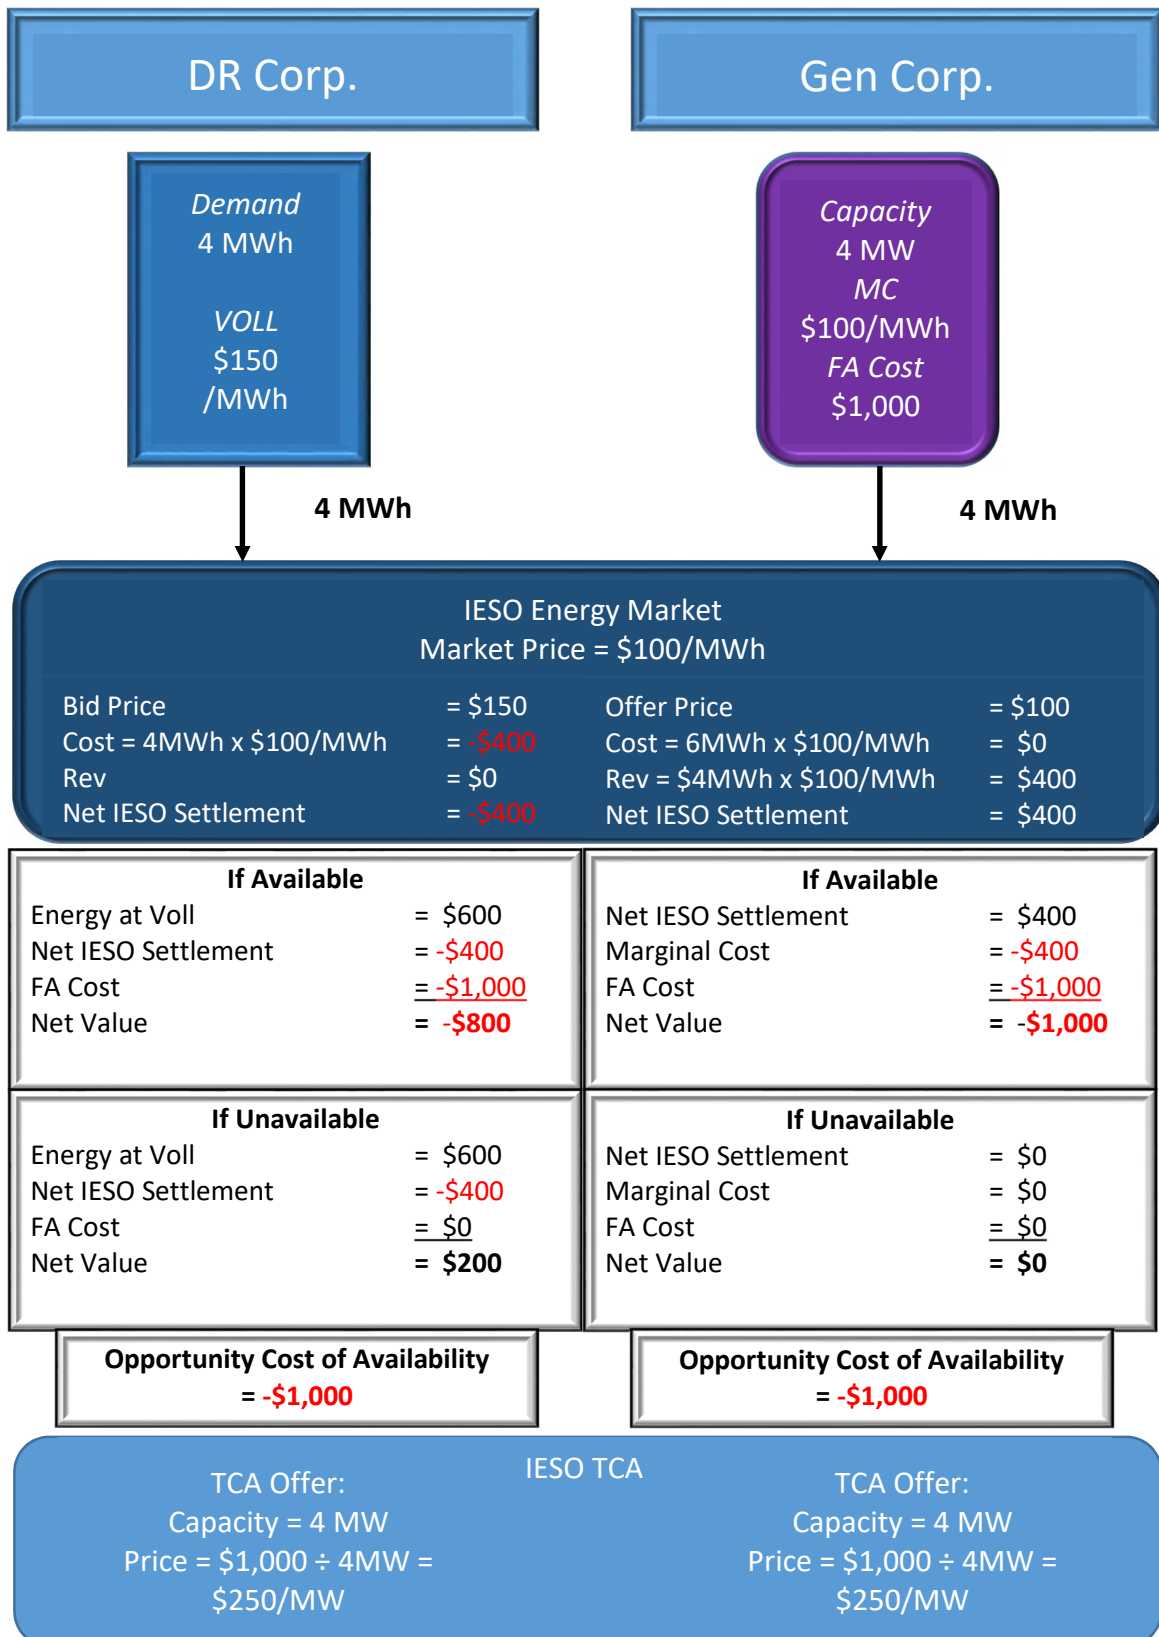 DR Corp.
Gen Corp.
Demand
4 MWh
VOLL
$150
/MWh
Capacity
4 MW
MC
$100/MWh
FA Cost
$1,000
4 MWh
4 MWh
IESO Energy Market
Market Price = $100/MWh
Bid Price = $150
Cost = 4MWh x $100/MWh = -$400
Rev = $0
Net IESO Settlement = -$400
Offer Price = $100
Cost = 6MWh x $100/MWh = $0
Rev = $4MWh x $100/MWh = $400
Net IESO Settlement = $400
If Available
Energy at Voll = $600
Net IESO Settlement = -$400
FA Cost = -$1,000
Net Value = -$800
If Available
Net IESO Settlement = $400
Marginal Cost = -$400
FA Cost = -$1,000
Net Value = -$1,000
If Unavailable
Energy at Voll = $600
Net IESO Settlement = -$400
FA Cost = $0
Net Value = $200
If Unavailable
Net IESO Settlement = $0
Marginal Cost = $0
FA Cost = $0
Net Value = $0
Opportunity Cost of Availability
= -$1,000
Opportunity Cost of Availability
= -$1,000
IESO TCA
TCA Offer:
Capacity = 4 MW
Price = $1,000 ÷ 4MW =
$250/MW
TCA Offer:
Capacity = 4 MW
Price = $1,000 ÷ 4MW =
$250/MW